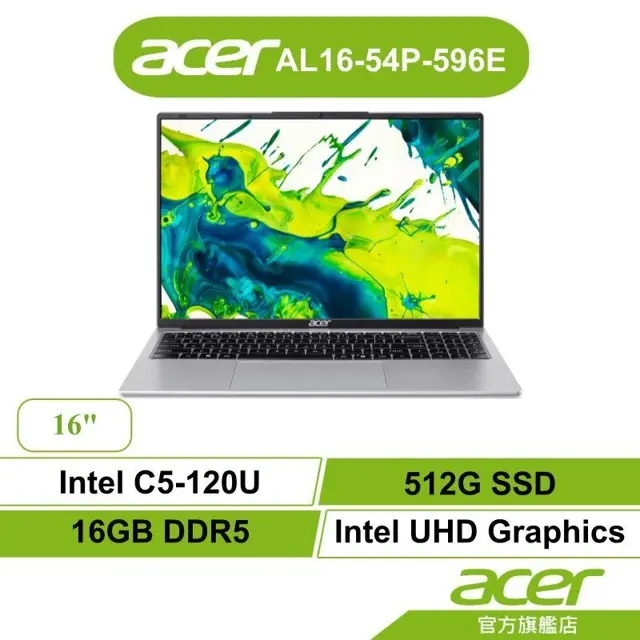 acer AL16-54P-596E
acer
16"
Intel C5-120U
512G SSD
16GB DDR5
Intel UHD Graphics
acer
官方旗艦店